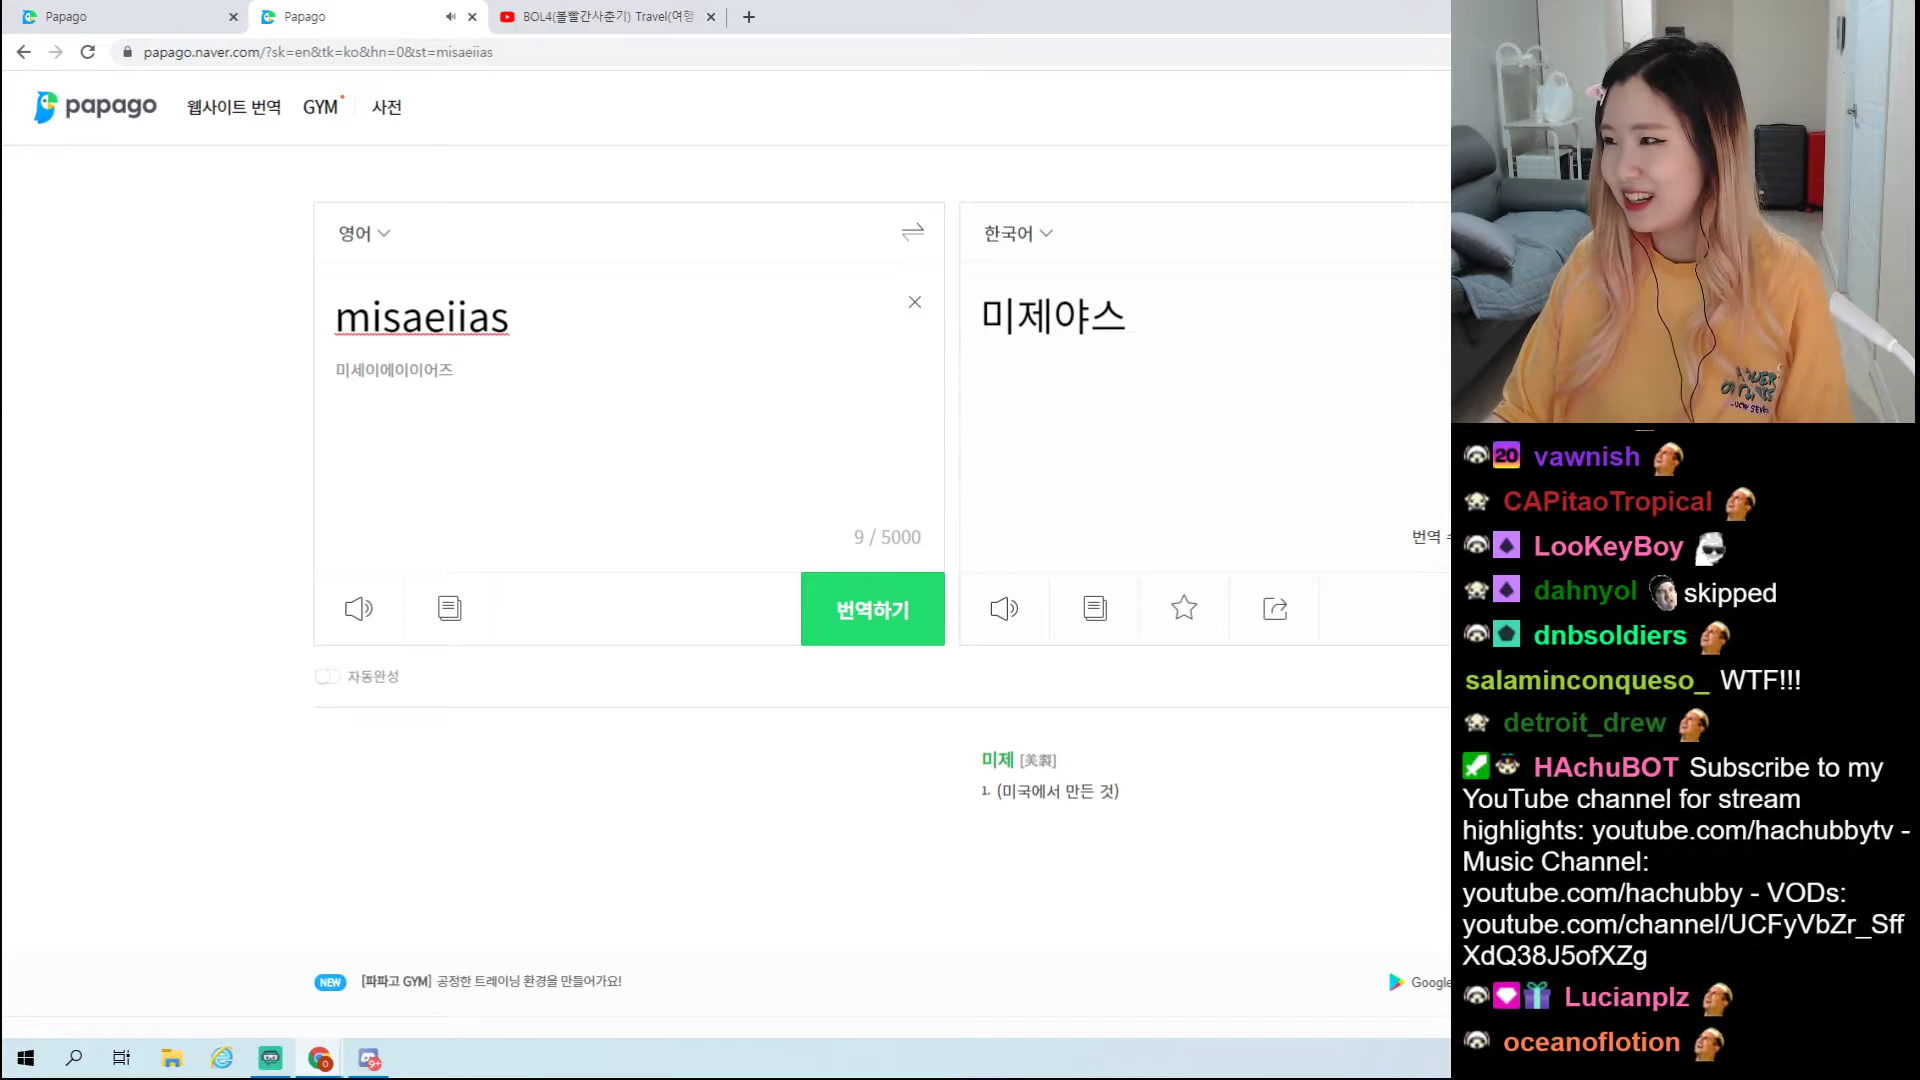 Papago
Papago
BOL4(볼빨간사춘기) Travel(여행
papago.naver.com/?sk=en&tk=ko&hn=0&st=misaeiias
papago
웹사이트 번역
GYM
사전
영어
misaeiias
미세이에이이어즈
9 / 5000
번역하기
한국어
미제야스
번역
자동완성
미제 [美製]
1. (미국에서 만든 것)
NEW
[파파고 GYM] 공정한 트레이닝 환경을 만들어가요!
Google
9+
20 vawnish
CAPitaoTropical
LooKeyBoy
dahnyol skipped
dnbsoldiers
salaminconqueso_ WTF!!!
detroit_drew
HAchuBOT Subscribe to my
YouTube channel for stream
highlights: youtube.com/hachubbytv -
Music Channel:
youtube.com/hachubby - VODs:
youtube.com/channel/UCFyVbZr_Sff
XdQ38J5ofXZg
Lucianplz
oceanoflotion